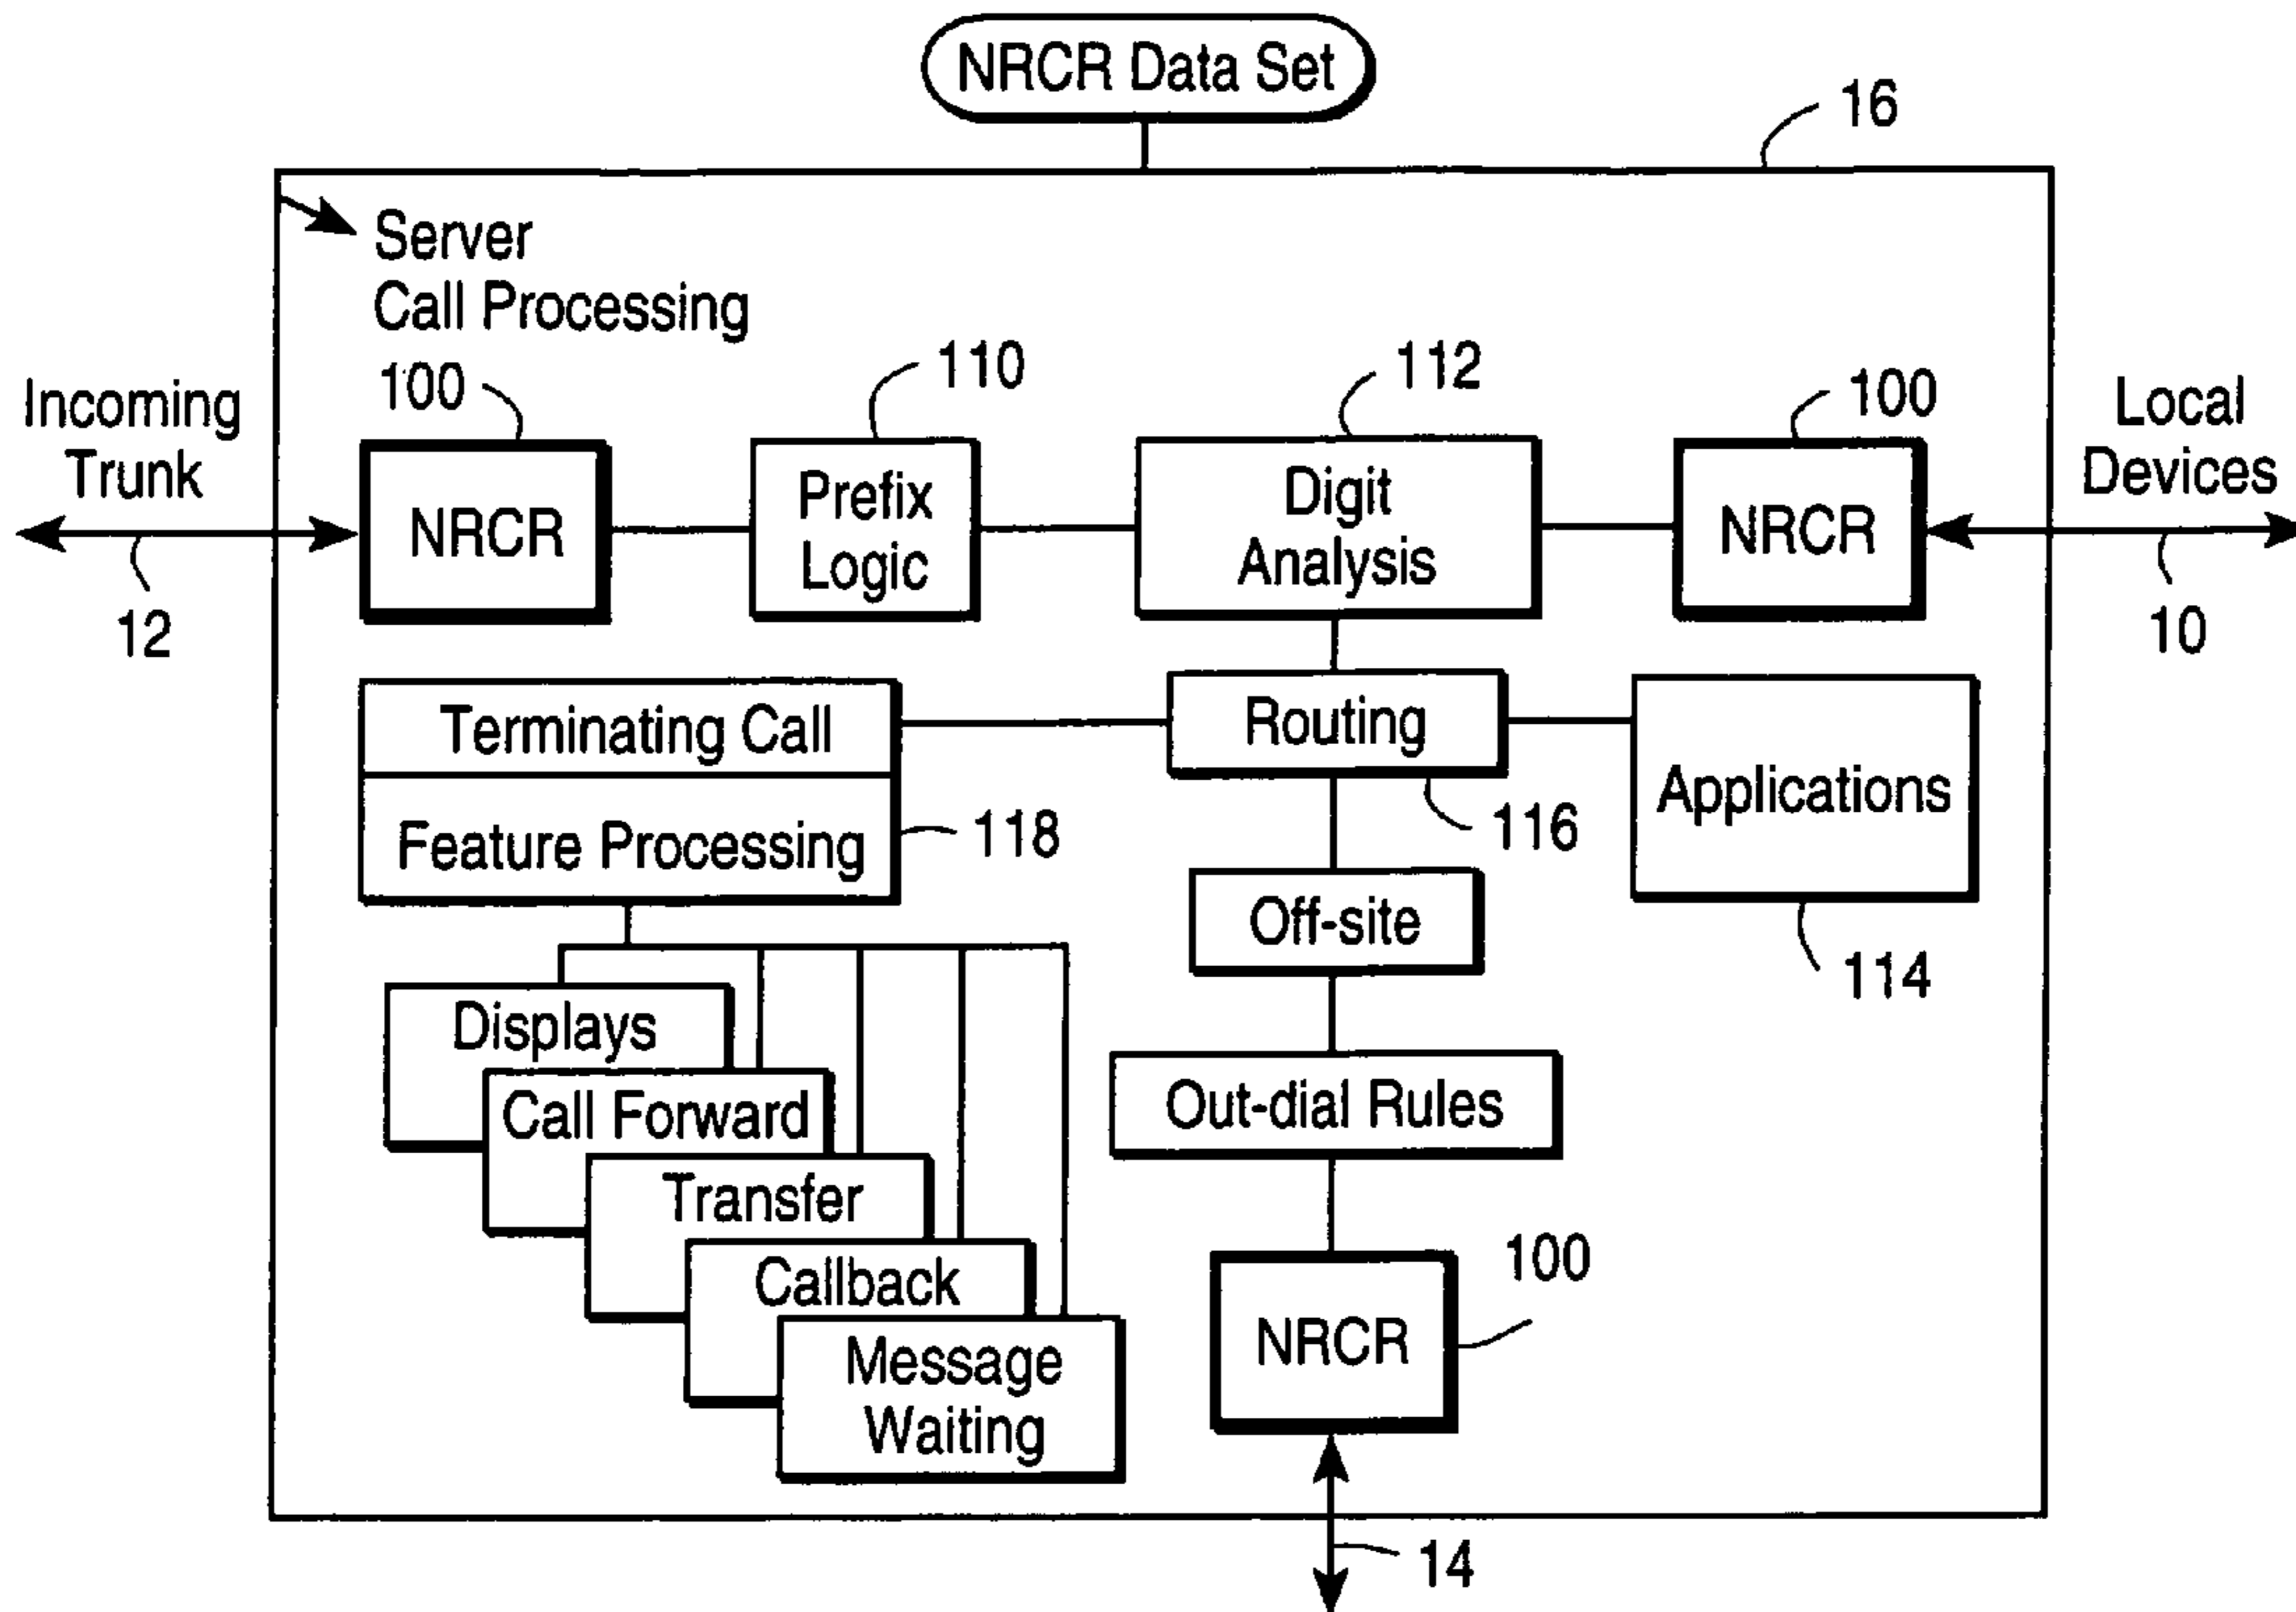 NRCR Data Set
16
Server
Call Processing
Incoming
Trunk
12
100
NRCR
110
Prefix
Logic
112
Digit
Analysis
100
NRCR
Local
Devices
10
Terminating Call
Feature Processing
118
Routing
116
Applications
114
Off-site
Out-dial Rules
Displays
Call Forward
Transfer
Callback
Message
Waiting
100
NRCR
14